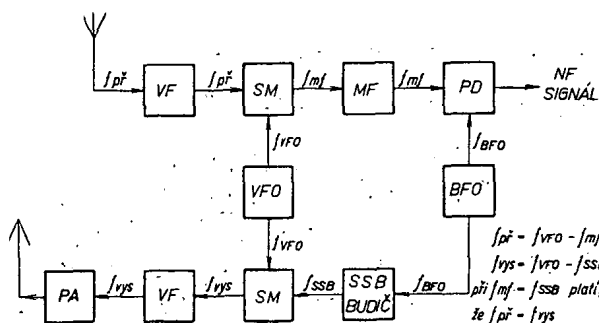 fpř VF fpř SM fmf MF fmf PD NF SIGNÁL
fVFO fBFO
VFO BFO
fVFO
PA fvys VF fvys SM fSSB SSB BUDIČ fBFO
fpř = fVFO - fmf
fvys = fVFO - fSSB
při fmf = fSSB platí,
že fpř = fvys